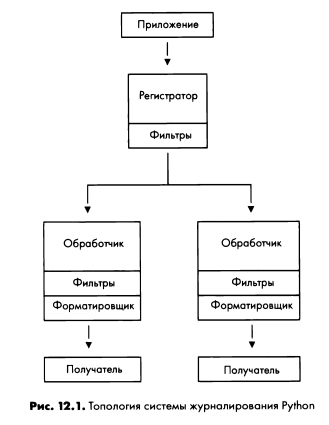 Приложение
Регистратор
Фильтры
Обработчик
Фильтры
Форматировщик
Получатель
Обработчик
Фильтры
Форматировщик
Получатель
Рис. 12.1. Топология системы журналирования Python